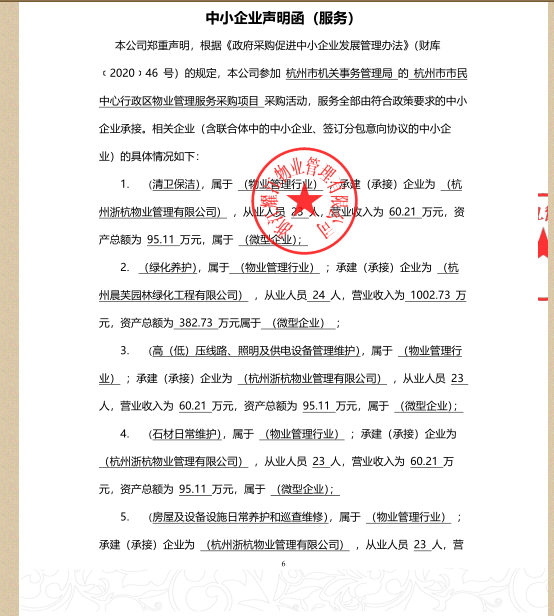 中小企业声明函（服务）
本公司郑重声明，根据《政府采购促进中小企业发展管理办法》（财库
﹝2020﹞46 号）的规定，本公司参加 杭州市机关事务管理局 的 杭州市市民
中心行政区物业管理服务采购项目 采购活动，服务全部由符合政策要求的中小
企业承接。相关企业（含联合体中的中小企业、签订分包意向协议的中小企
业）的具体情况如下：
1. （清卫保洁），属于 （物业管理行业） ；承建（承接）企业为 （杭
州浙杭物业管理有限公司） ，从业人员 23 人，营业收入为 60.21 万元，资
产总额为 95.11 万元，属于 （微型企业）；
2. （绿化养护），属于（物业管理行业） ；承建（承接）企业为 （杭
州晨芙园林绿化工程有限公司） ，从业人员 24 人，营业收入为 1002.73 万
元，资产总额为 382.73 万元属于 （微型企业） ；
3. （高（低）压线路、照明及供电设备管理维护），属于 （物业管理行
业） ；承建（承接）企业为 （杭州浙杭物业管理有限公司） ，从业人员 23
人，营业收入为 60.21 万元，资产总额为 95.11 万元，属于 （微型企业）；
4. （石材日常维护），属于 （物业管理行业） ；承建（承接）企业为
（杭州浙杭物业管理有限公司） ，从业人员 23 人，营业收入为 60.21 万
元，资产总额为 95.11 万元，属于 （微型企业）；
5. （房屋及设备设施日常养护和巡查维修），属于 （物业管理行业） ；
承建（承接）企业为 （杭州浙杭物业管理有限公司） ，从业人员 23 人，营
6